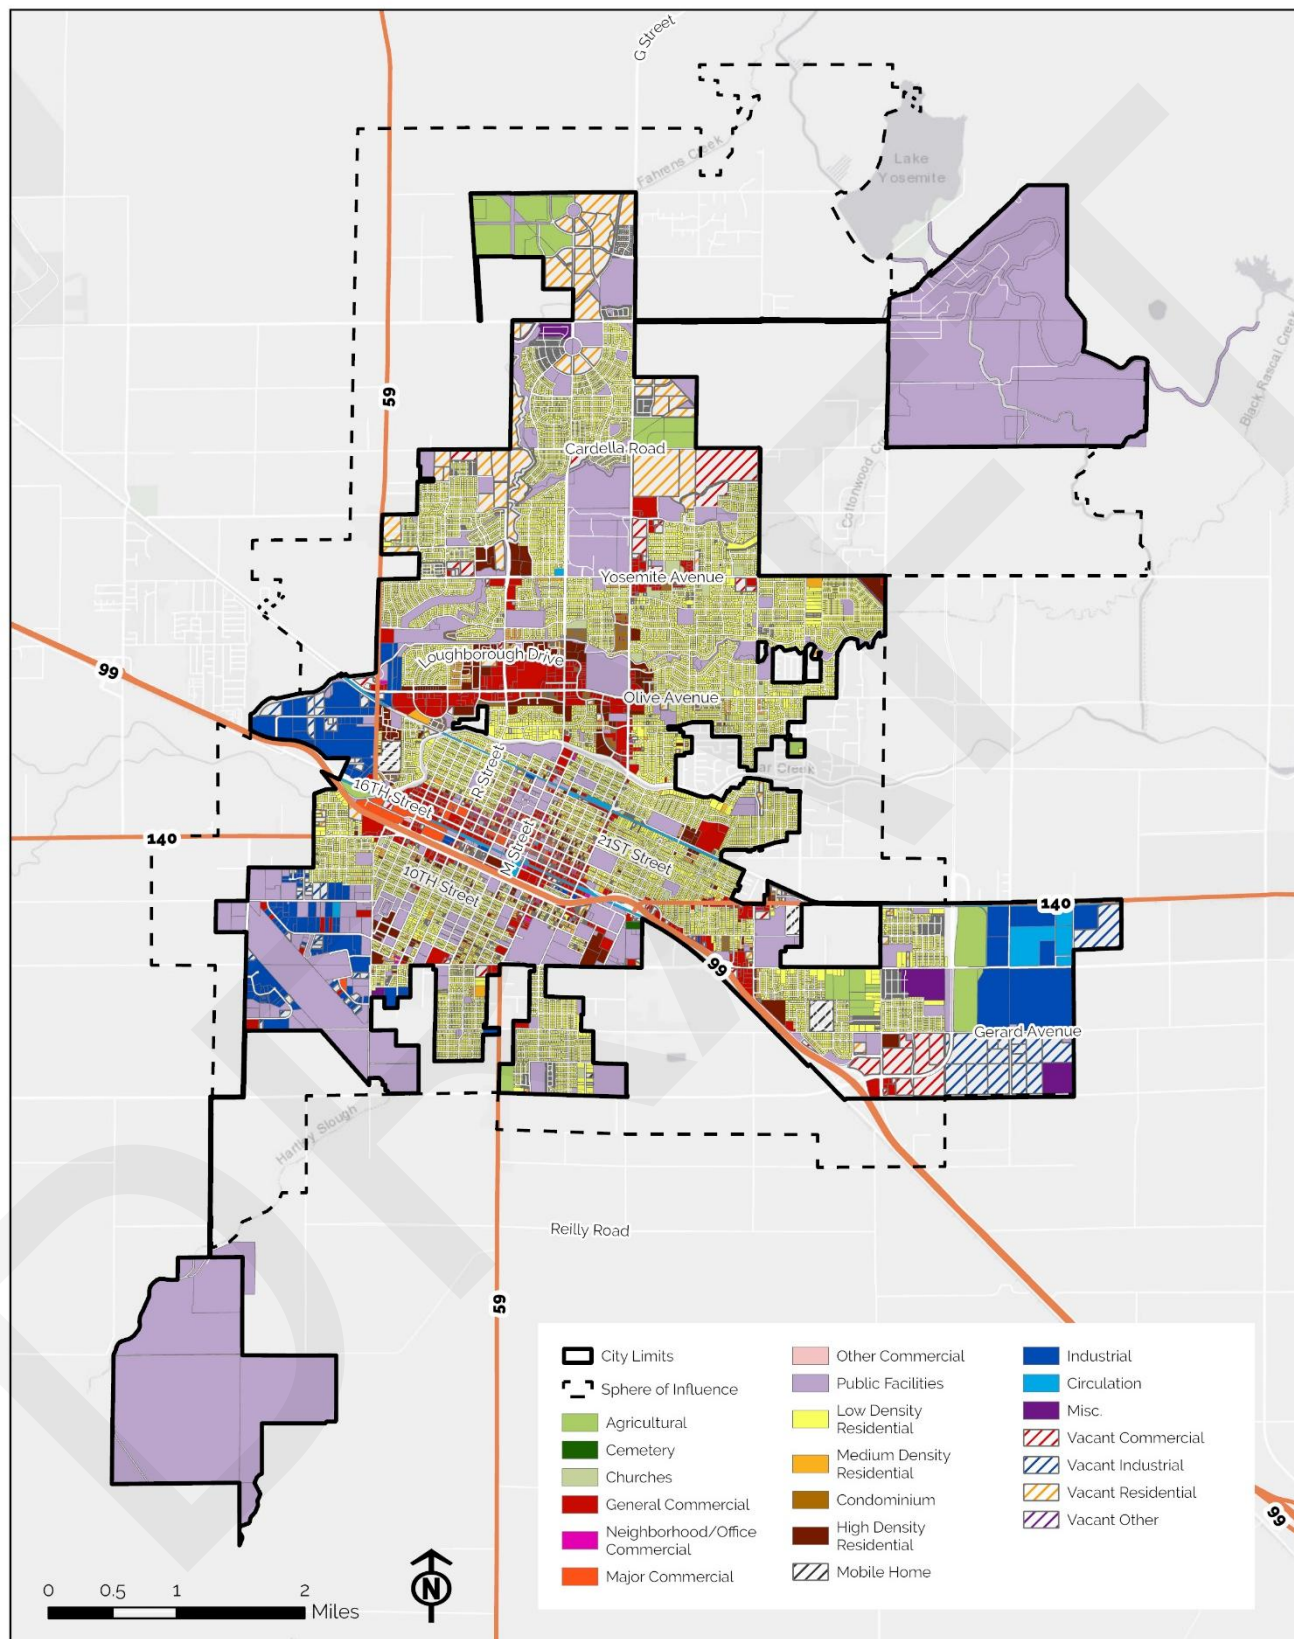 G Street
Fahrens Creek
Lake
Yosemite
Black Rascal Creek
59
Cardella Road
Cottonwood Cr
Yosemite Avenue
Loughborough Drive
99
Olive Avenue
ar Creek
R Street
16TH Street
140
M Street
21ST Street
10TH Street
140
99
Gerard Avenue
Hartley Slough
Reilly Road
59
99
City Limits
Sphere of Influence
Agricultural
Cemetery
Churches
General Commercial
Neighborhood/Office
Commercial
Major Commercial
Other Commercial
Public Facilities
Low Density
Residential
Medium Density
Residential
Condominium
High Density
Residential
Mobile Home
Industrial
Circulation
Misc.
Vacant Commercial
Vacant Industrial
Vacant Residential
Vacant Other
0 0.5 1 2
Miles
N
DRAFT